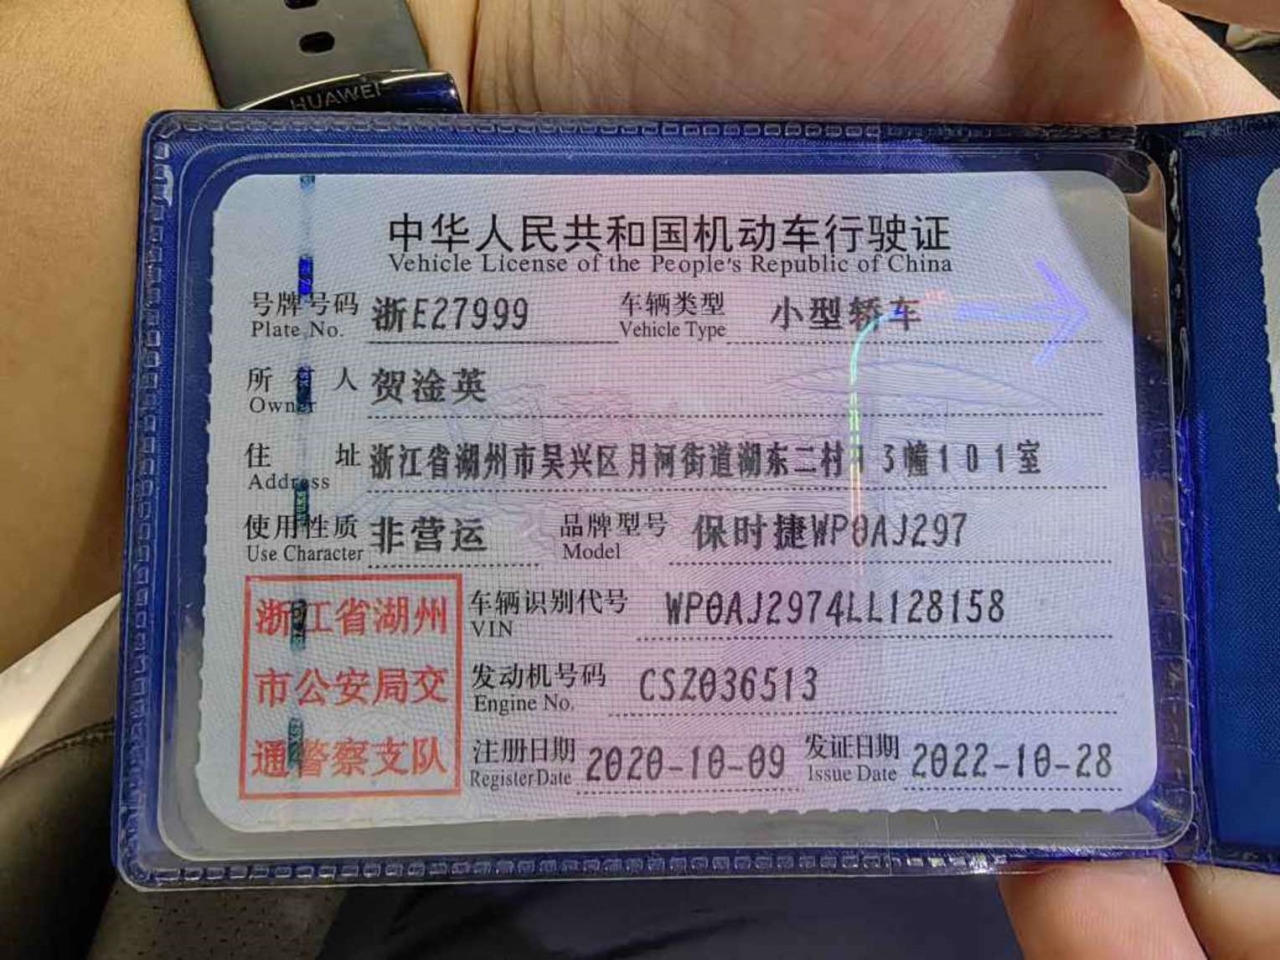 HUAWEI
中华人民共和国机动车行驶证
Vehicle License of the People's Republic of China
号牌号码 浙E27999 车辆类型 小型轿车
Plate No. Vehicle Type
所有人 贺淦英
Owner
住址 浙江省湖州市吴兴区月河街道湖东二村13幢101室
Address
使用性质 非营运 品牌型号 保时捷WP0AJ297
Use Character Model
浙江省湖州
市公安局交
通警察支队
车辆识别代号 WP0AJ2974LL128158
VIN
发动机号码 CSZ036513
Engine No.
注册日期 2020-10-09 发证日期 2022-10-28
Register Date Issue Date